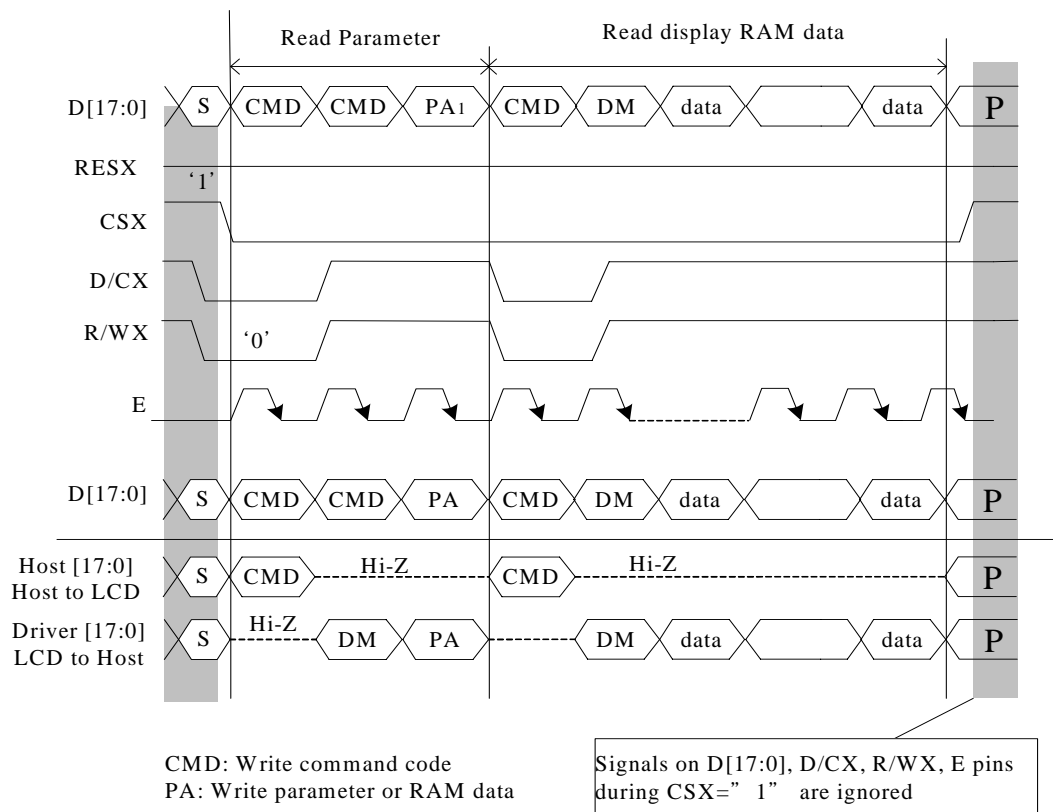 Read Parameter Read display RAM data
D[17:0] S CMD CMD PA1 CMD DM data data P
RESX ‘1’
CSX
D/CX
R/WX ‘0’
E
D[17:0] S CMD CMD PA CMD DM data data P
Host [17:0] S CMD Hi-Z CMD Hi-Z P
Host to LCD
Driver [17:0] S Hi-Z DM PA DM data data P
LCD to Host
CMD: Write command code
PA: Write parameter or RAM data
Signals on D[17:0], D/CX, R/WX, E pins
during CSX=” 1” are ignored